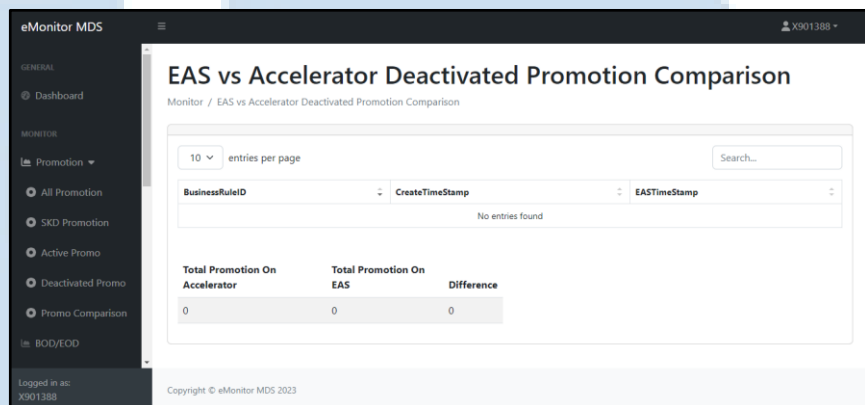 eMonitor MDS
X901388
GENERAL
Dashboard
MONITOR
Promotion
All Promotion
SKD Promotion
Active Promo
Deactivated Promo
Promo Comparison
BOD/EOD
Logged in as:
X901388
EAS vs Accelerator Deactivated Promotion Comparison
Monitor / EAS vs Accelerator Deactivated Promotion Comparison
10 entries per page
Search...
BusinessRuleID CreateTimeStamp EASTimeStamp
No entries found
Total Promotion On Total Promotion On
Accelerator EAS Difference
0 0 0
Copyright © eMonitor MDS 2023